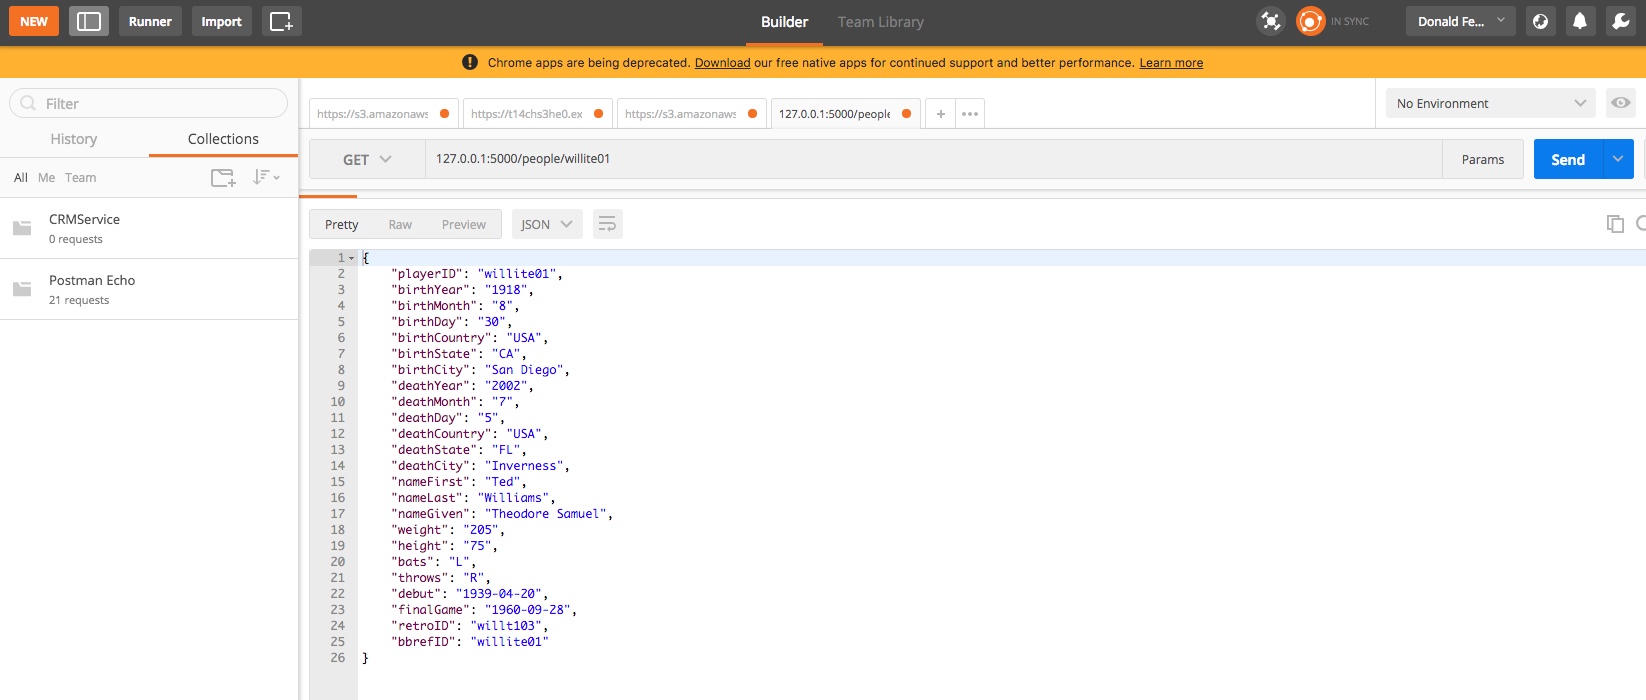 NEW Runner Import Builder Team Library IN SYNC Donald Fe...
! Chrome apps are being deprecated. Download our free native apps for continued support and better performance. Learn more
Filter
History Collections
All Me Team
CRMService
0 requests
Postman Echo
21 requests
https://s3.amazonaws https://t14chs3he0.ex https://s3.amazonaws 127.0.0.1:5000/people + ••• No Environment
GET 127.0.0.1:5000/people/willite01 Params Send
Pretty Raw Preview JSON
1 {
2 "playerID": "willite01",
3 "birthYear": "1918",
4 "birthMonth": "8",
5 "birthDay": "30",
6 "birthCountry": "USA",
7 "birthState": "CA",
8 "birthCity": "San Diego",
9 "deathYear": "2002",
10 "deathMonth": "7",
11 "deathDay": "5",
12 "deathCountry": "USA",
13 "deathState": "FL",
14 "deathCity": "Inverness",
15 "nameFirst": "Ted",
16 "nameLast": "Williams",
17 "nameGiven": "Theodore Samuel",
18 "weight": "205",
19 "height": "75",
20 "bats": "L",
21 "throws": "R",
22 "debut": "1939-04-20",
23 "finalGame": "1960-09-28",
24 "retroID": "willt103",
25 "bbrefID": "willite01"
26 }